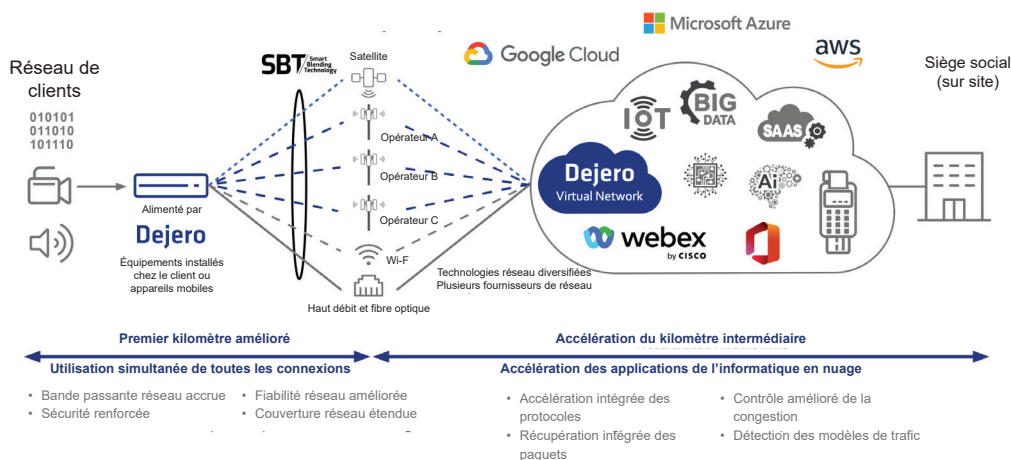 Réseau de
clients
010101
011010
101110
SBT Smart
Blending
Technology
Satellite
Opérateur A
Opérateur B
Opérateur C
Wi-F
Haut débit et fibre optique
Alimenté par
Dejero
Équipements installés
chez le client ou
appareils mobiles
Technologies réseau diversifiées
Plusieurs fournisseurs de réseau
Google Cloud
Microsoft Azure
aws
IoT
BIG
DATA
SAAS
Dejero
Virtual Network
Ai
webex
by CISCO
Siège social
(sur site)
Premier kilomètre amélioré
Utilisation simultanée de toutes les connexions
• Bande passante réseau accrue
• Sécurité renforcée
• Fiabilité réseau améliorée
• Couverture réseau étendue
Accélération du kilomètre intermédiaire
Accélération des applications de l'informatique en nuage
• Accélération intégrée des
protocoles
• Récupération intégrée des
paquets
• Contrôle amélioré de la
congestion
• Détection des modèles de trafic